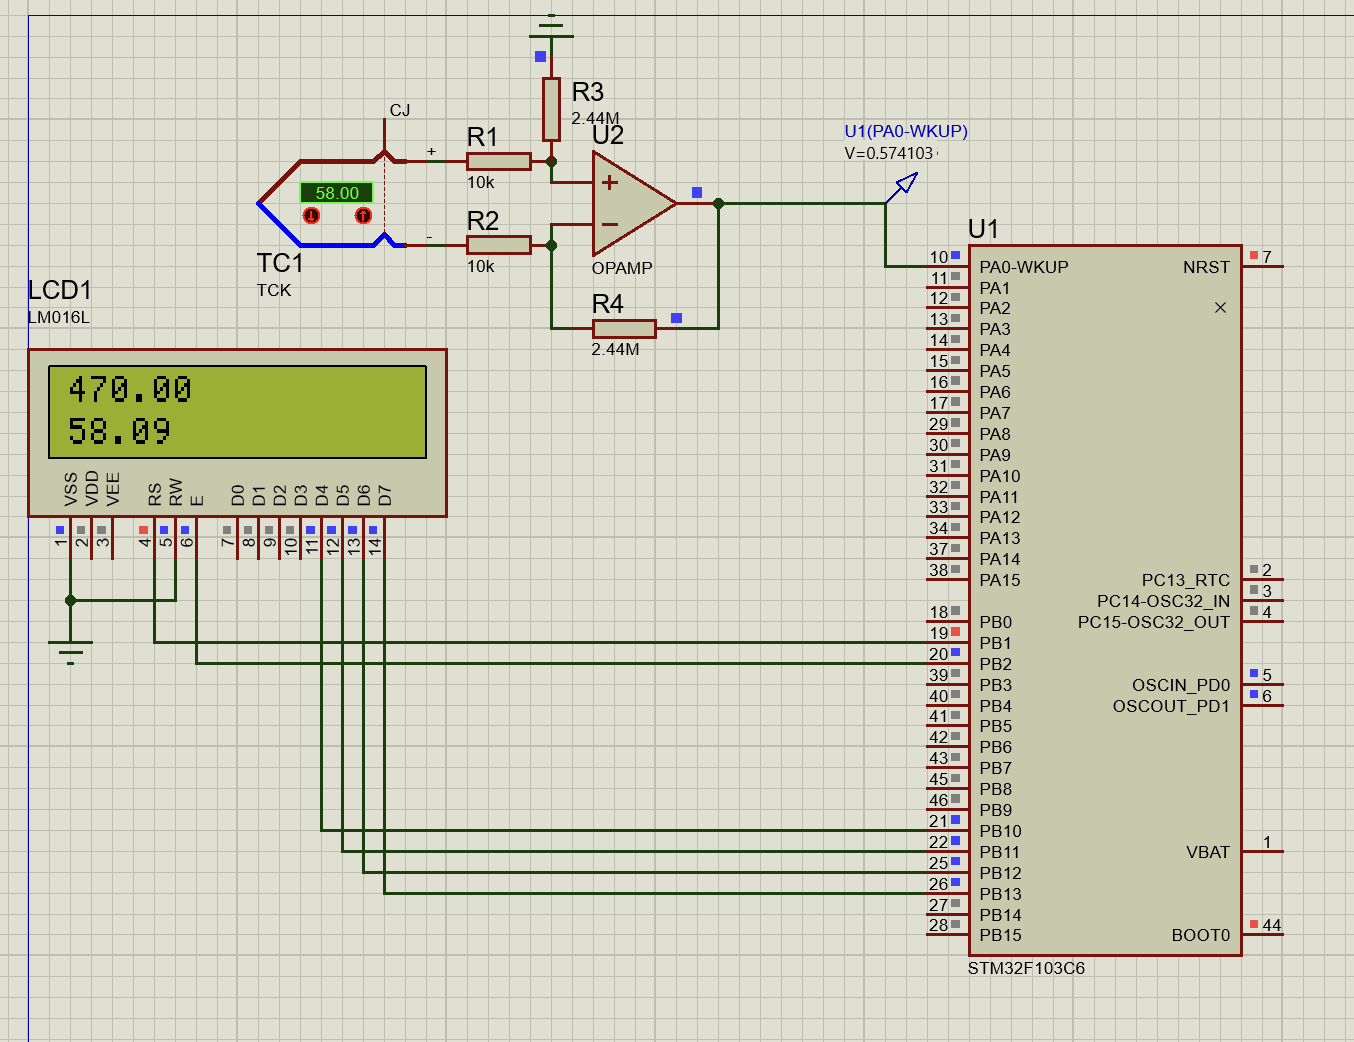 CJ
R3
2.44M
U2
U1(PA0-WKUP)
V=0.574103
+
R1
10k
58.00
+
-
R2
10k
−
OPAMP
TC1
TCK
R4
2.44M
LCD1
LM016L
470.00
58.09
VSS
VDD
VEE
RS
RW
E
D0
D1
D2
D3
D4
D5
D6
D7
1
2
3
4
5
6
7
8
9
10
11
12
13
14
U1
10 PA0-WKUP
11 PA1
12 PA2
13 PA3
14 PA4
15 PA5
16 PA6
17 PA7
29 PA8
30 PA9
31 PA10
32 PA11
33 PA12
34 PA13
37 PA14
38 PA15
18 PB0
19 PB1
20 PB2
39 PB3
40 PB4
41 PB5
42 PB6
43 PB7
45 PB8
46 PB9
21 PB10
22 PB11
25 PB12
26 PB13
27 PB14
28 PB15
NRST 7
PC13_RTC 2
PC14-OSC32_IN 3
PC15-OSC32_OUT 4
OSCIN_PD0 5
OSCOUT_PD1 6
VBAT 1
BOOT0 44
STM32F103C6